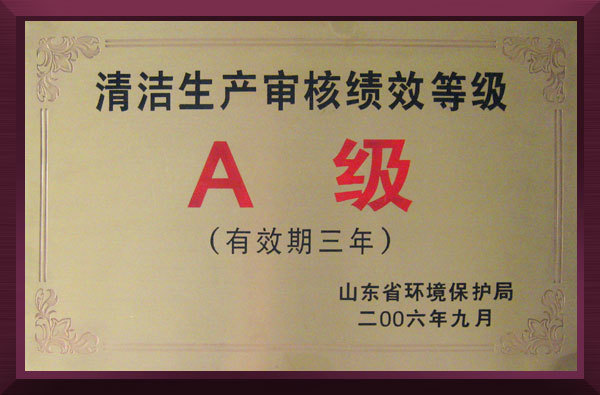 清洁生产审核绩效等级
A 级
（有效期三年）
山东省环境保护局
二00六年九月